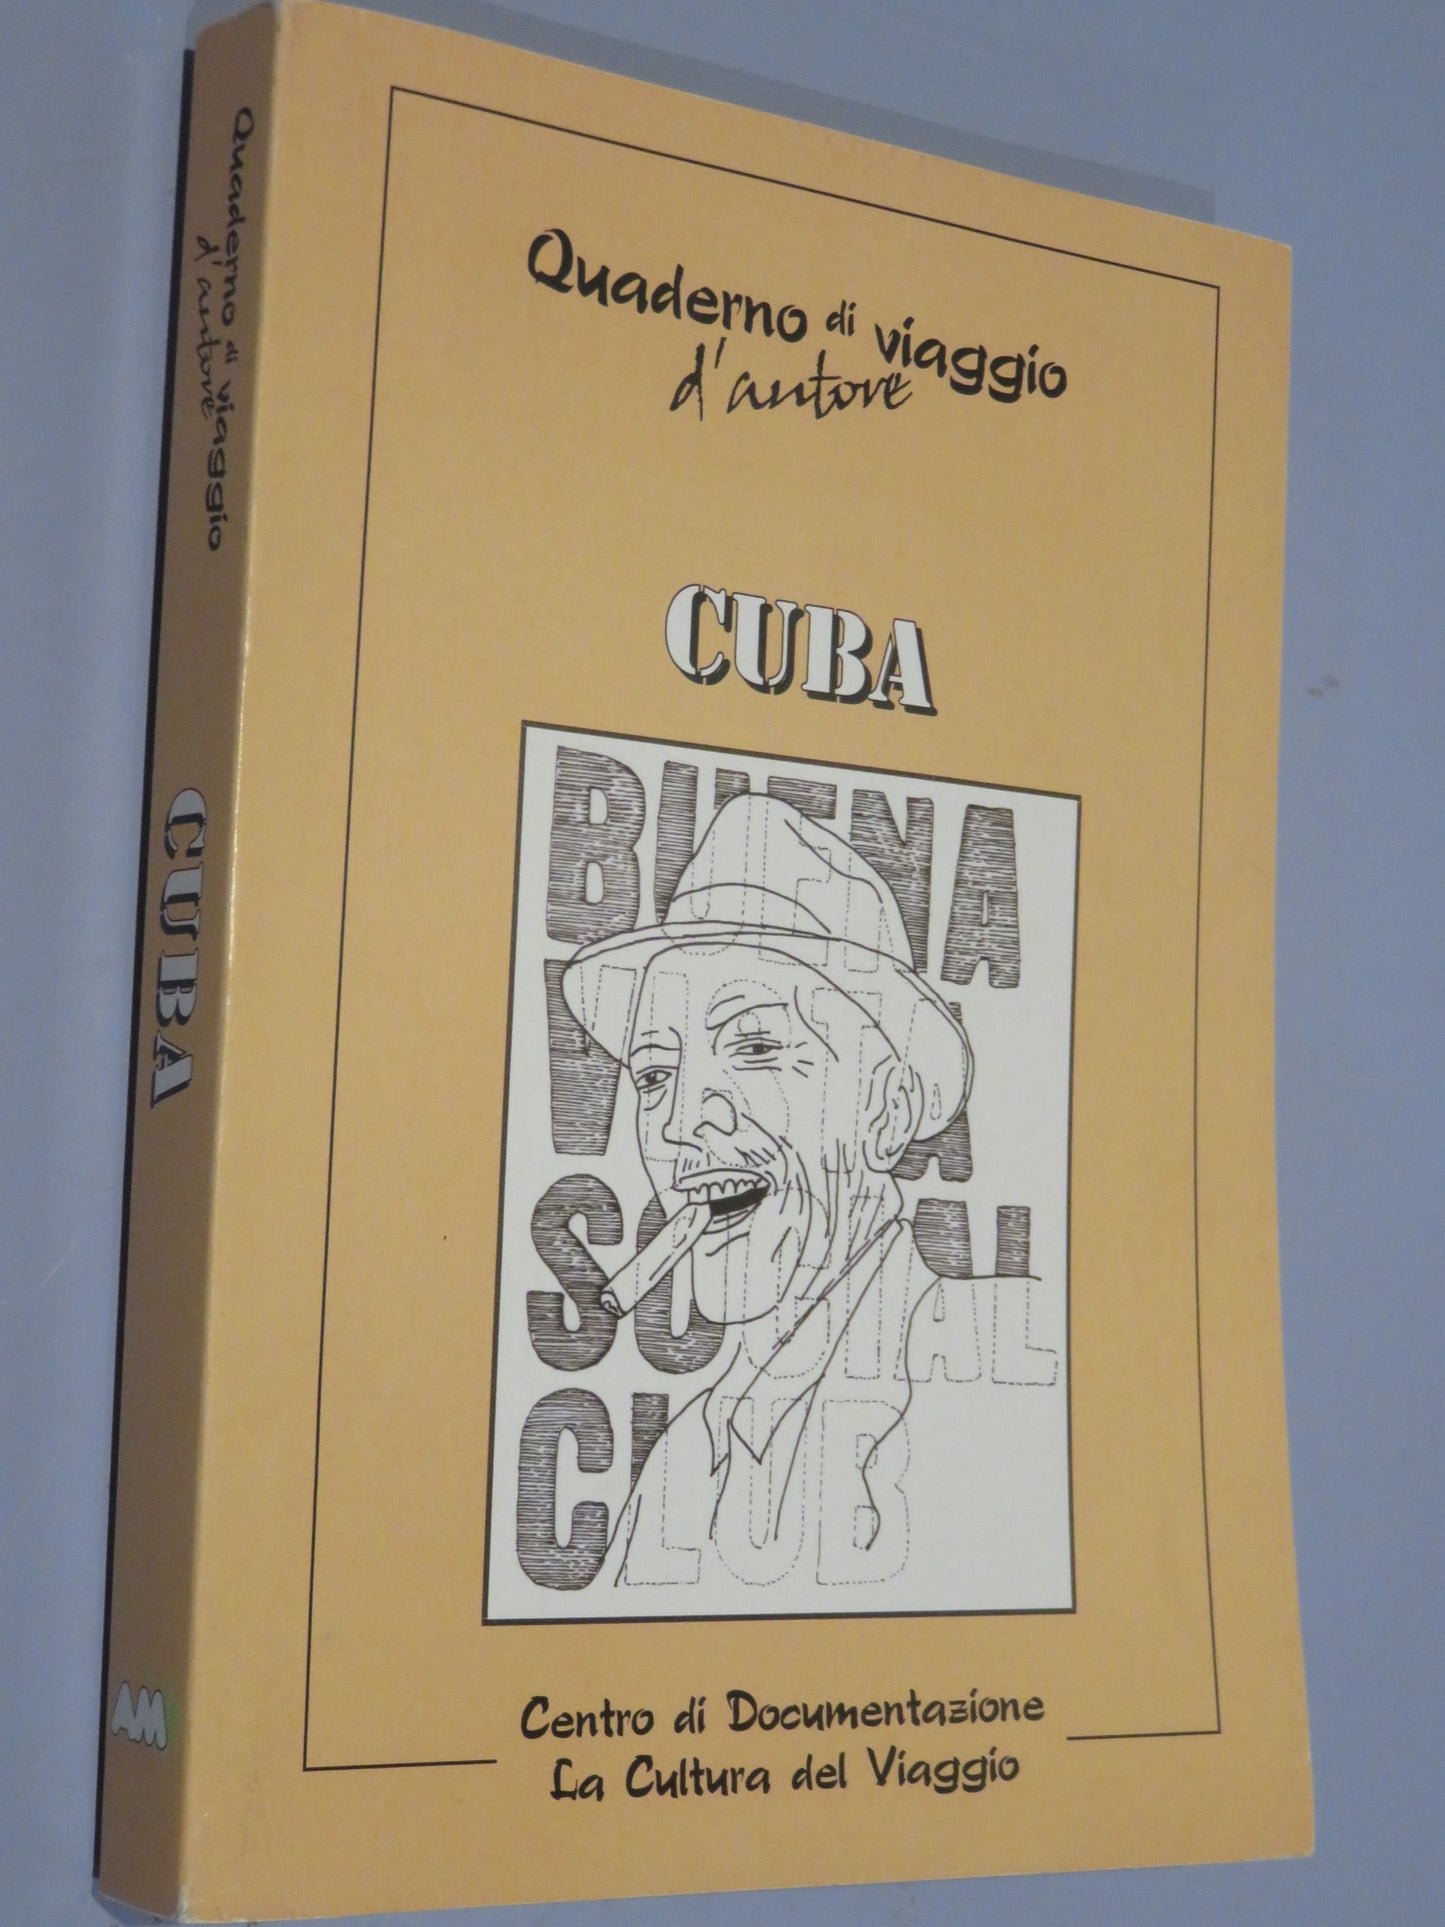 Quaderno di viaggio
d'autore
CUBA
AM
Quaderno di viaggio
d'autore
CUBA
BUENA
VISTA
SOCIAL
CLUB
Centro di Documentazione
La Cultura del Viaggio